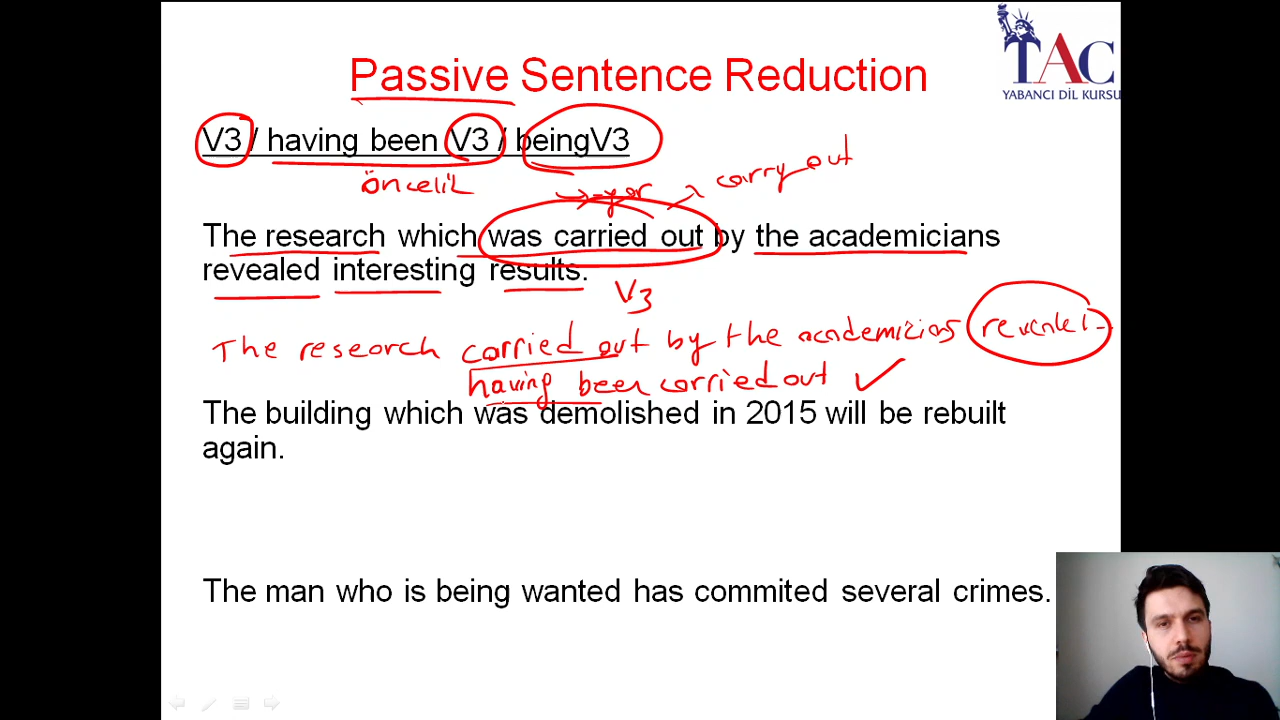 TAC
YABANCI DİL KURSU
Passive Sentence Reduction
V3 / having been V3 / beingV3
öncelik
carry out
The research which was carried out by the academicians
revealed interesting results.
V3
The research carried out by the academicians
having been carried out ✓
The building which was demolished in 2015 will be rebuilt
again.
The man who is being wanted has commited several crimes.